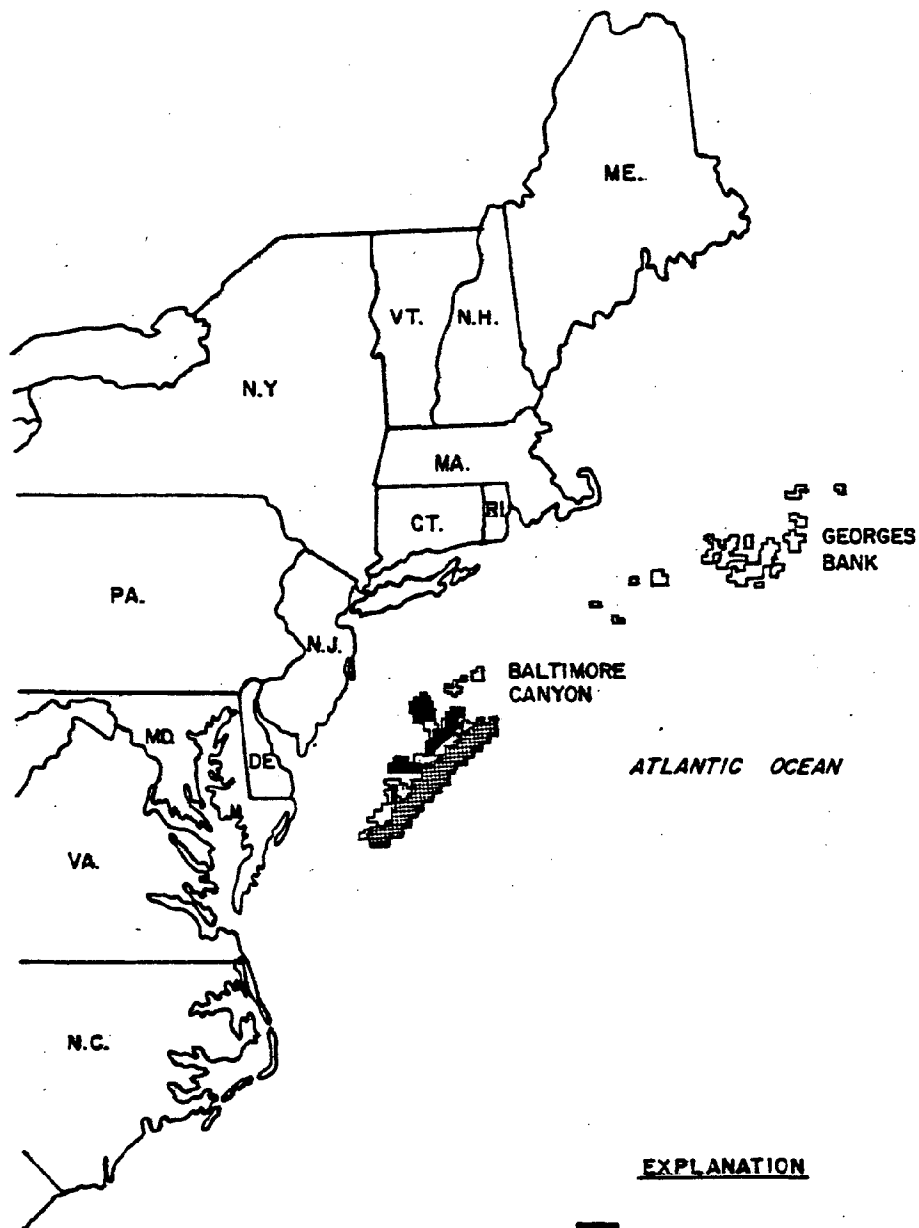 ME.
VT.
N.H.
N.Y
MA.
CT.
RI.
GEORGES
BANK
PA.
N.J.
BALTIMORE
CANYON
MD.
DE.
ATLANTIC OCEAN
VA.
N.C.
EXPLANATION